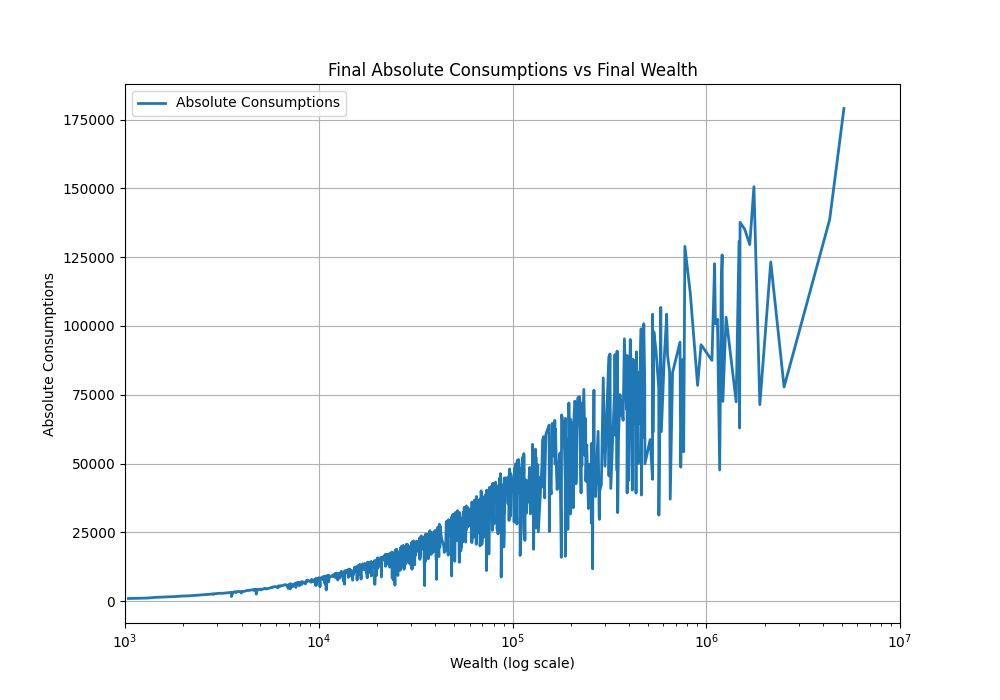 Final Absolute Consumptions vs Final Wealth
Absolute Consumptions
175000
150000
125000
100000
75000
50000
25000
0
Absolute Consumptions
10³ 10⁴ 10⁵ 10⁶ 10⁷
Wealth (log scale)